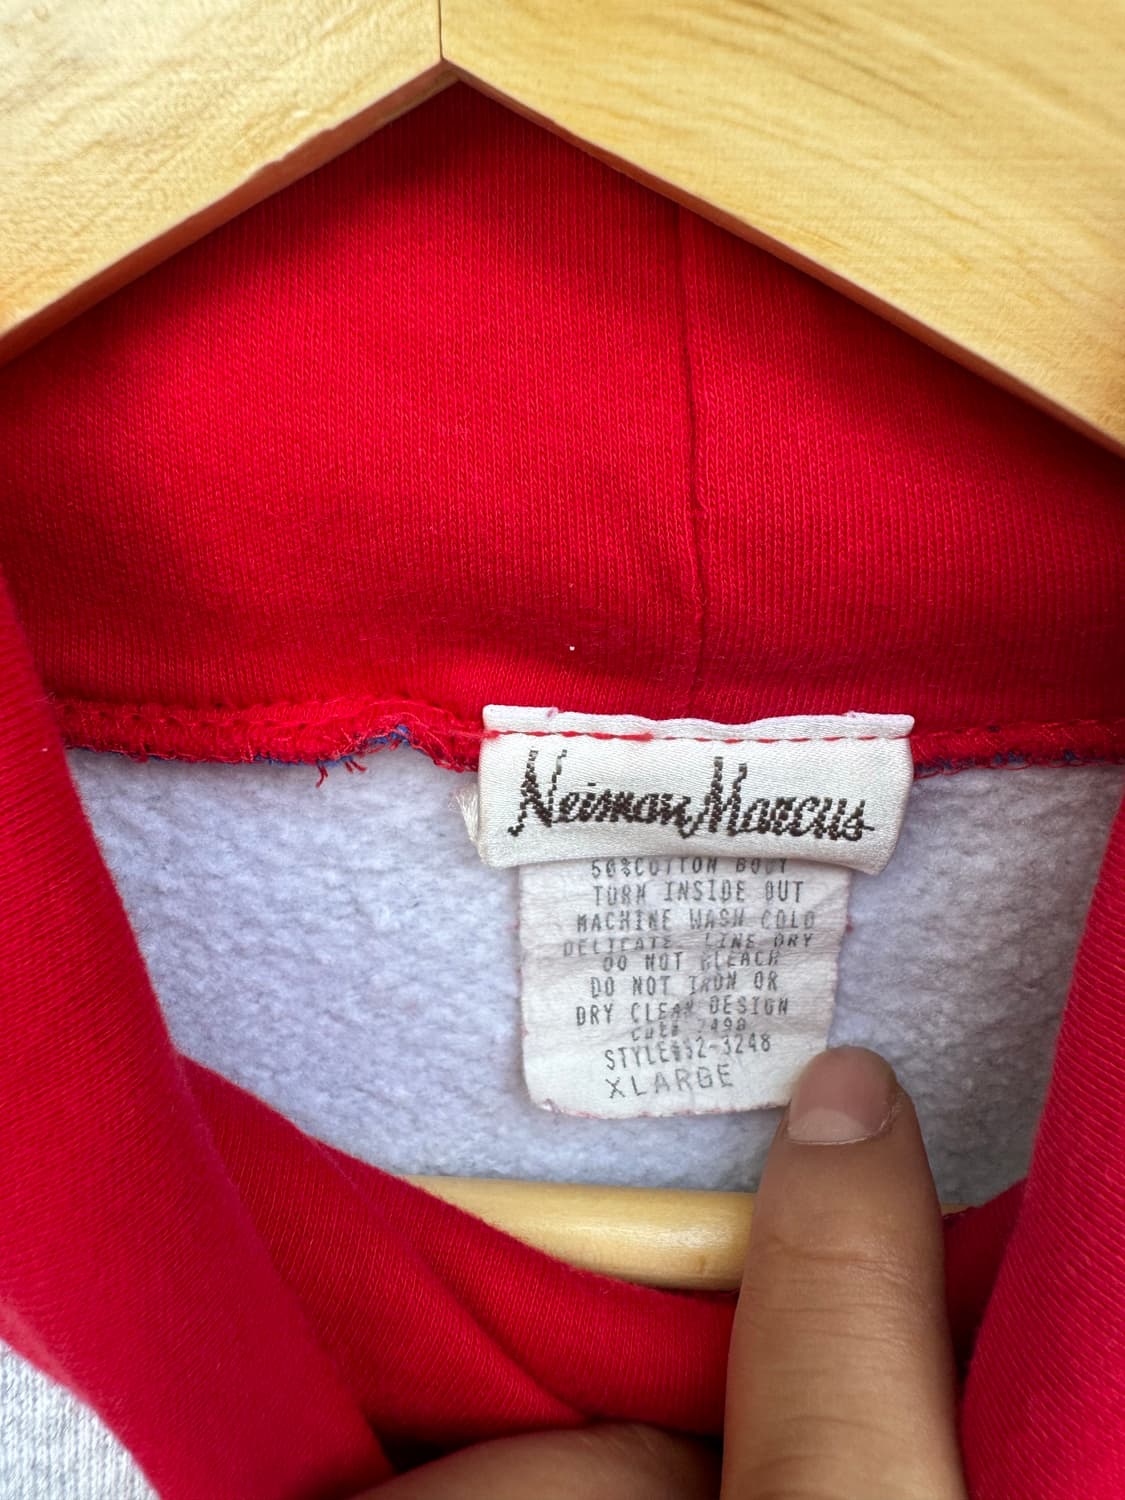 Neiman Marcus
50%COTTON BODY
TURN INSIDE OUT
MACHINE WASH COLD
DELICATE. LINE DRY
DO NOT BLEACH
DO NOT IRON OR
DRY CLEAN DESIGN
STYLE#32-3248
XLARGE